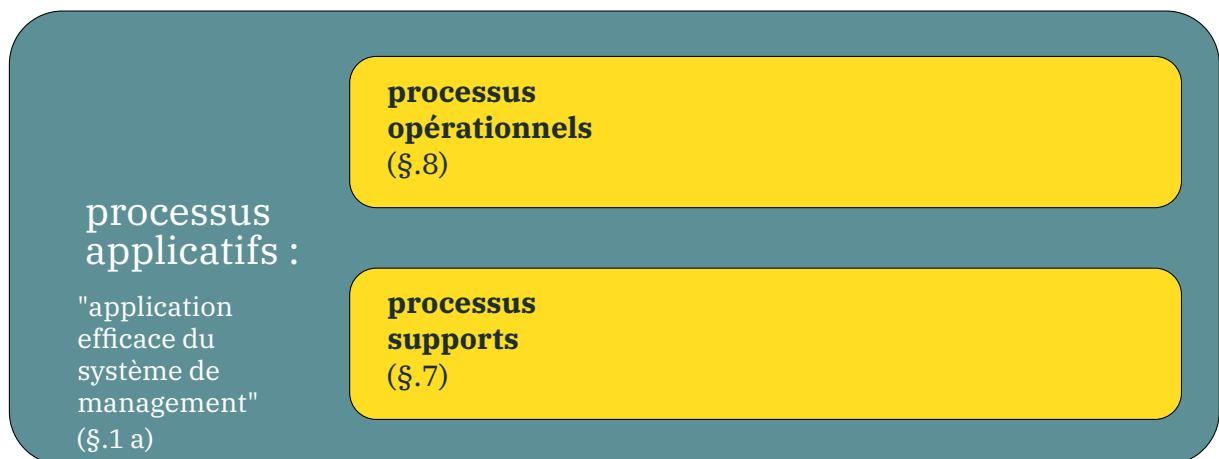 processus
applicatifs :
"application
efficace du
système de
management"
(§.1 a)
processus
opérationnels
(§.8)
processus
supports
(§.7)